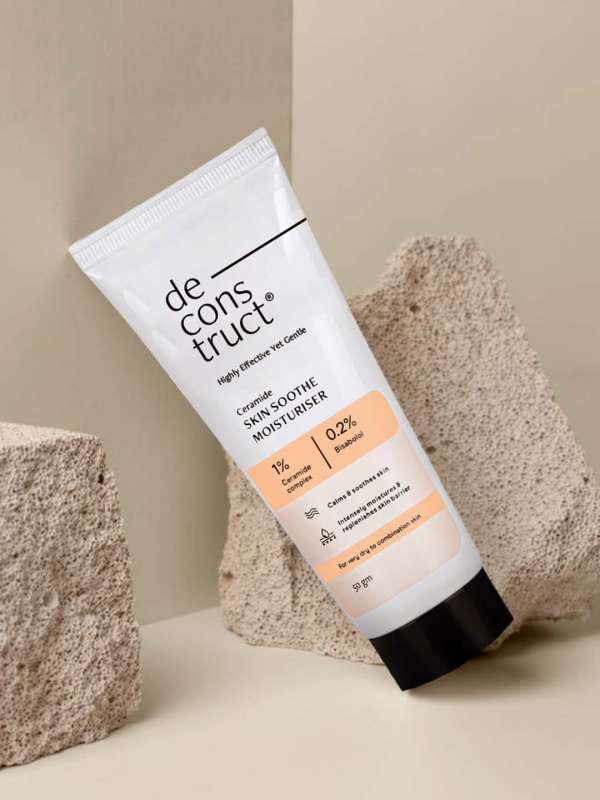 de
cons
truct®
Highly Effective Yet Gentle
Ceramide
SKIN SOOTHE
MOISTURISER
1%
Ceramide
complex
0.2%
Bisabolol
Calms & soothes skin
Intensely moistures &
replenishes skin barrier
For very dry to combination skin
50 gm